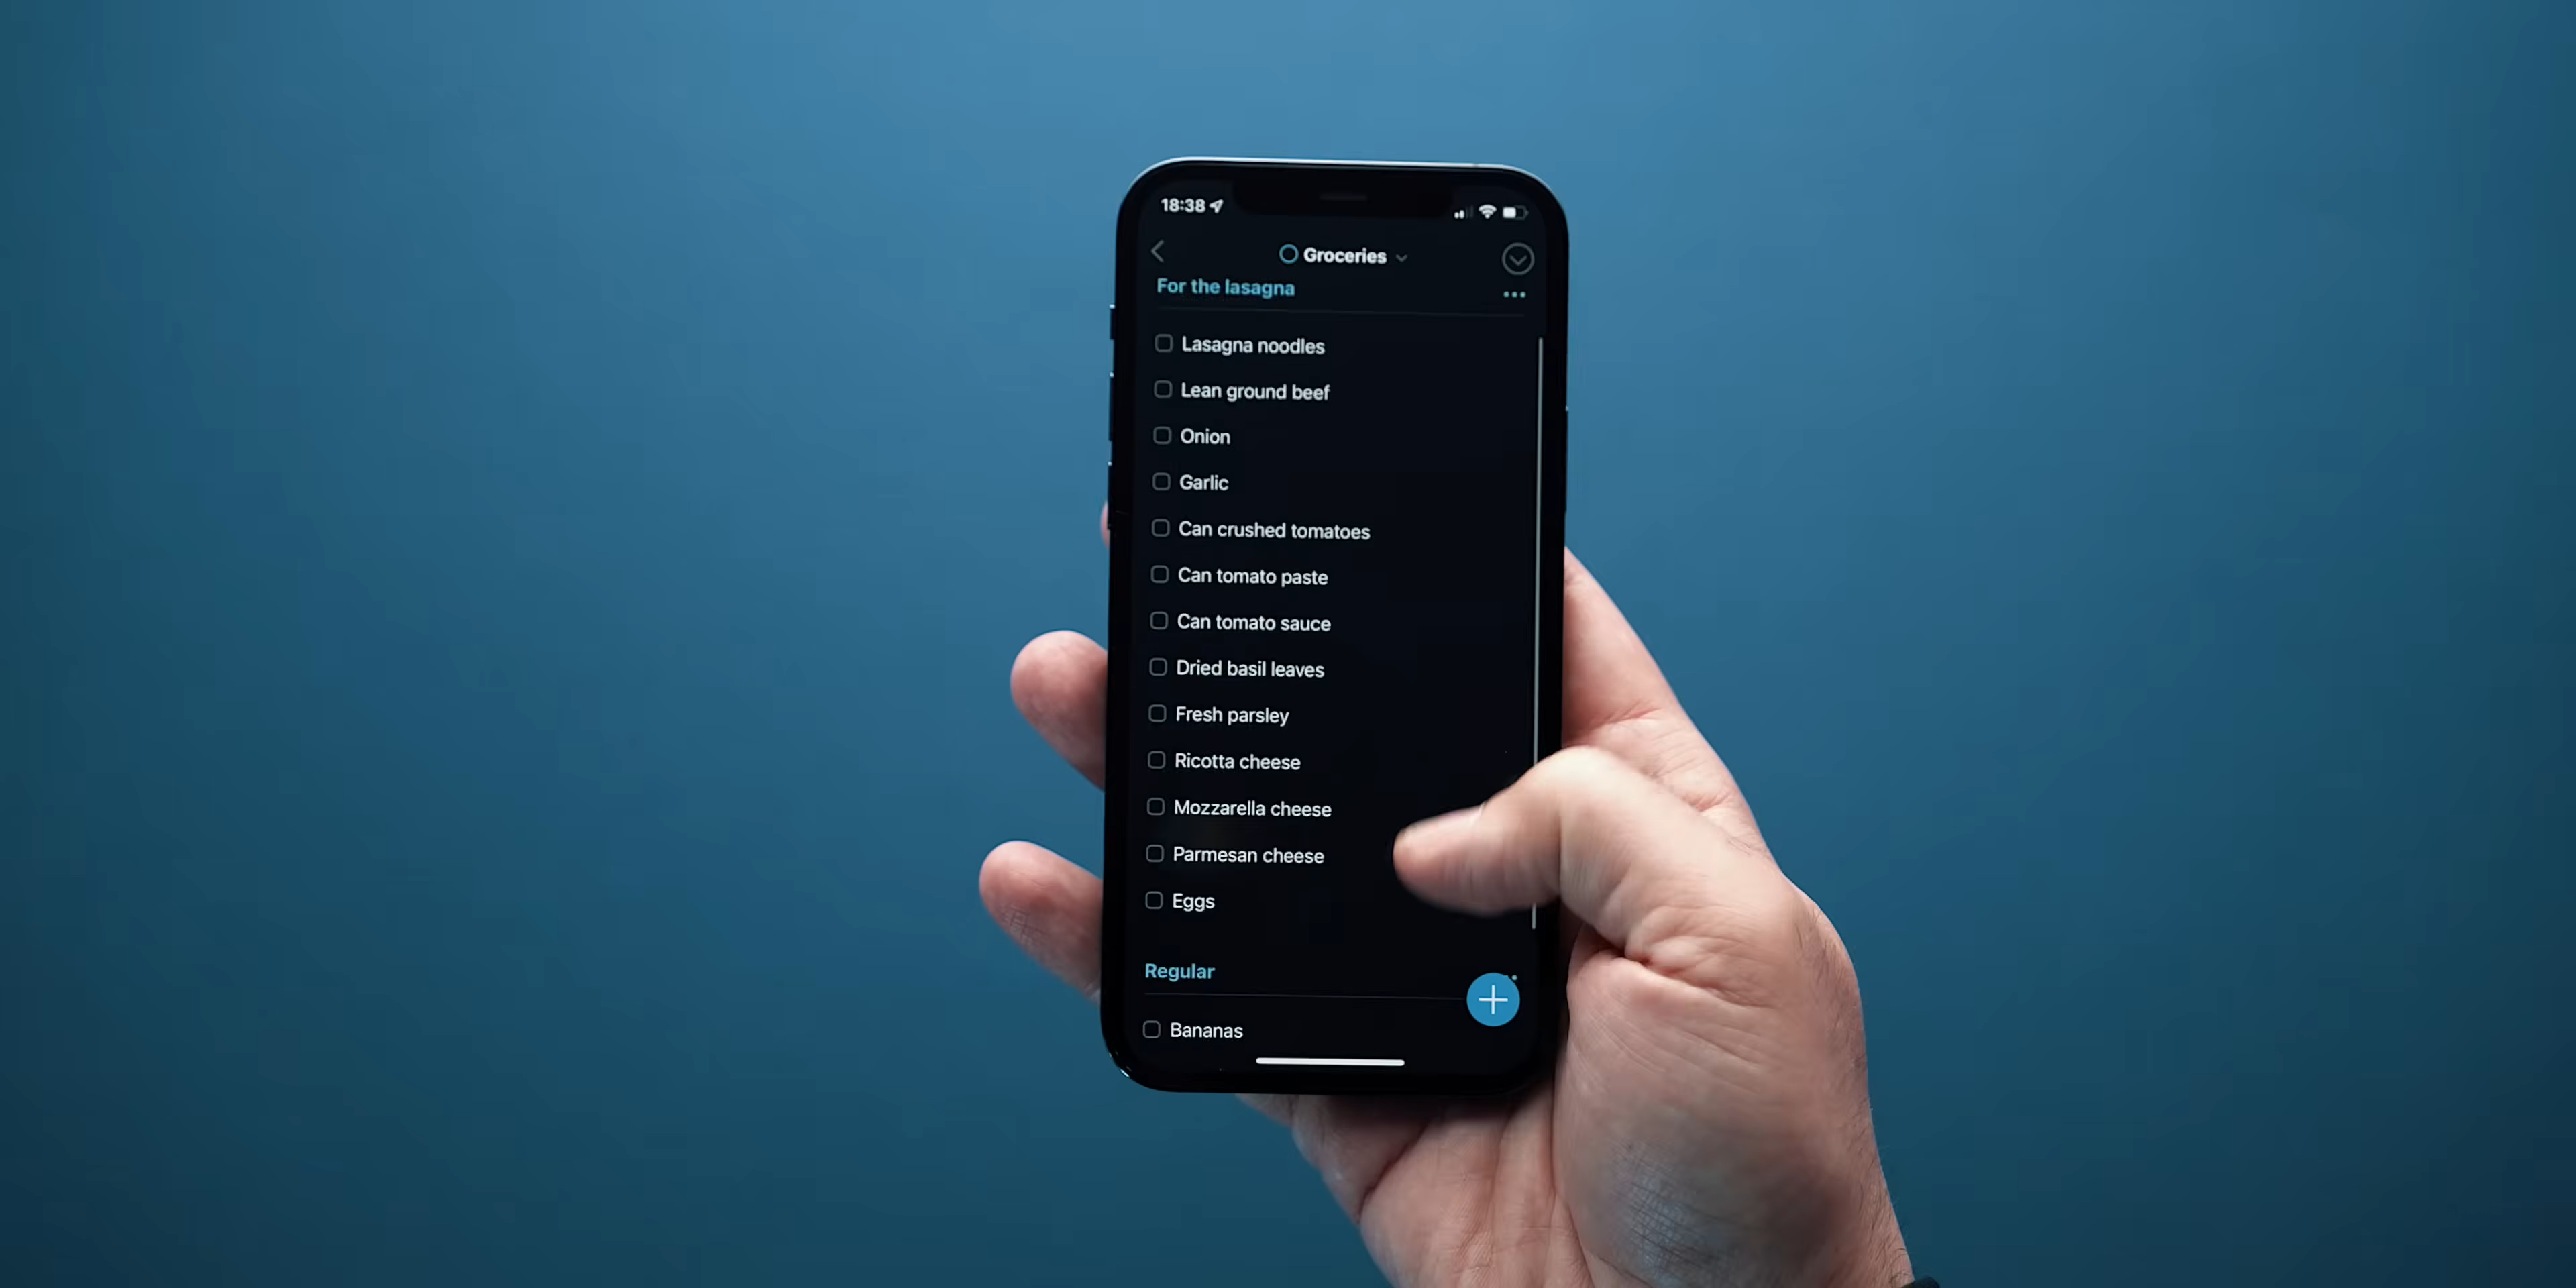 18:38
Groceries
For the lasagna
Lasagna noodles
Lean ground beef
Onion
Garlic
Can crushed tomatoes
Can tomato paste
Can tomato sauce
Dried basil leaves
Fresh parsley
Ricotta cheese
Mozzarella cheese
Parmesan cheese
Eggs
Regular
Bananas